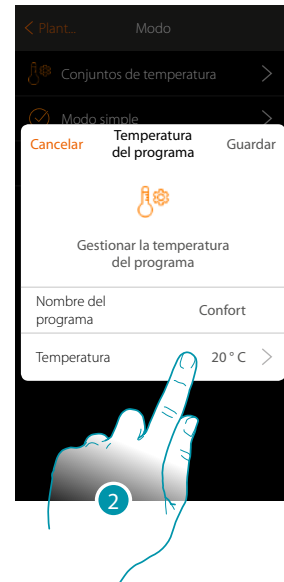 Plant... Modo
Conjuntos de temperatura
Modo simple
Cancelar Temperatura del programa Guardar
Gestionar la temperatura
del programa
Nombre del
programa Confort
Temperatura 20 ° C
2